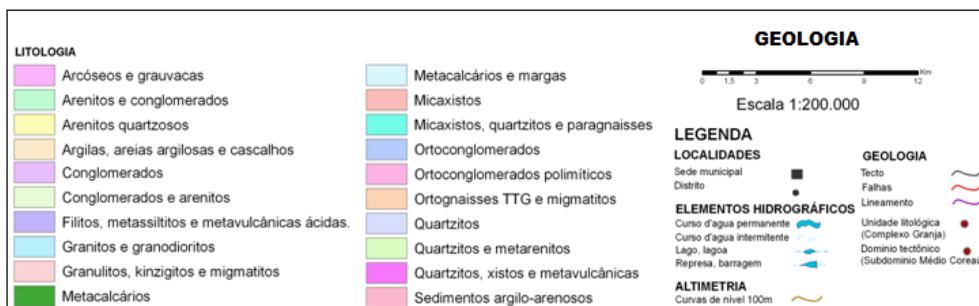 LITOLOGIA
Arcóseos e grauvacas
Arenitos e conglomerados
Arenitos quartzosos
Argilas, areias argilosas e cascalhos
Conglomerados
Conglomerados e arenitos
Filitos, metassiltitos e metavulcânicas ácidas.
Granitos e granodioritos
Granulitos, kinzigitos e migmatitos
Metacalcários
Metacalcários e margas
Micaxistos
Micaxistos, quartzitos e paragnaisses
Ortoconglomerados
Ortoconglomerados polimíticos
Ortognaisses TTG e migmatitos
Quartzitos
Quartzitos e metarenitos
Quartzitos, xistos e metavulcânicas
Sedimentos argilo-arenosos
GEOLOGIA
0 1,5 3 6 9 12 Km
Escala 1:200.000
LEGENDA
LOCALIDADES
Sede municipal
Distrito
ELEMENTOS HIDROGRÁFICOS
Curso d'agua permanente
Curso d'agua intermitente
Lago, lagoa
Represa, barragem
ALTIMETRIA
Curvas de nível 100m
GEOLOGIA
Tecto
Falhas
Lineamento
Unidade litológica
(Complexo Granja)
Dominio tectônico
(Subdominio Médio Coreaú